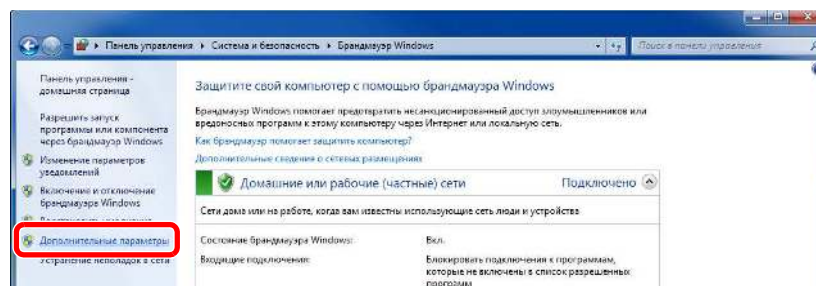 Панель управления ▸ Система и безопасность ▸ Брандмауэр Windows
Поиск в панели управления
Панель управления -
домашняя страница
Разрешить запуск
программы или компонента
через брандмауэр Windows
Изменение параметров
уведомлений
Включение и отключение
брандмауэра Windows
Дополнительные параметры
Устранение неполадок в сети
Защитите свой компьютер с помощью брандмауэра Windows
Брандмауэр Windows помогает предотвратить несанкционированный доступ злоумышленников или
вредоносных программ к этому компьютеру через Интернет или локальную сеть.
Как брандмауэр помогает защитить компьютер?
Дополнительные сведения о сетевых размещениях
Домашние или рабочие (частные) сети
Подключено
Сети дома или на работе, когда вам известны использующие сеть люди и устройства
Состояние брандмауэра Windows:
Вкл.
Входящие подключения:
Блокировать подключения к программам,
которые не включены в список разрешенных
программ